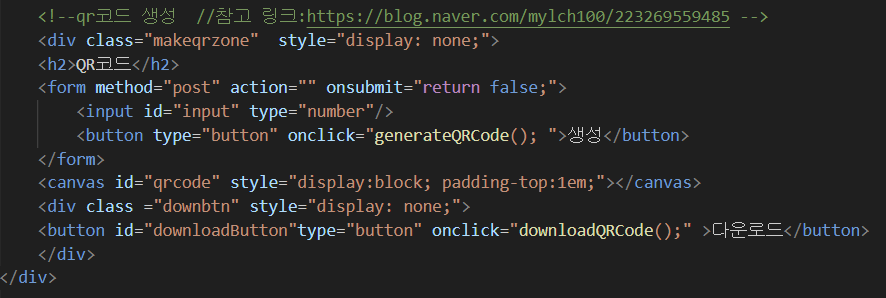 <!--qr코드 생성  //참고 링크:https://blog.naver.com/mylch100/223269559485 -->
<div class="makeqrzone"  style="display: none;">
<h2>QR코드</h2>
<form method="post" action="" onsubmit="return false;">
    <input id="input" type="number"/>
    <button type="button" onclick="generateQRCode(); ">생성</button>
</form>
<canvas id="qrcode" style="display:block; padding-top:1em;"></canvas>
<div class ="downbtn" style="display: none;">
<button id="downloadButton"type="button" onclick="downloadQRCode();" >다운로드</button>
</div>
</div>